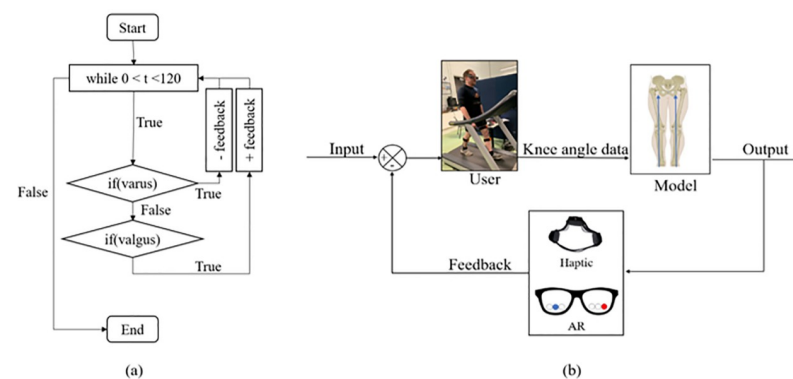 Start
while 0 < t <120
True
- feedback
+ feedback
if(varus)
True
False
False
if(valgus)
True
End
(a)
Input
+
-
User
Knee angle data
Model
Output
Feedback
Haptic
AR
(b)